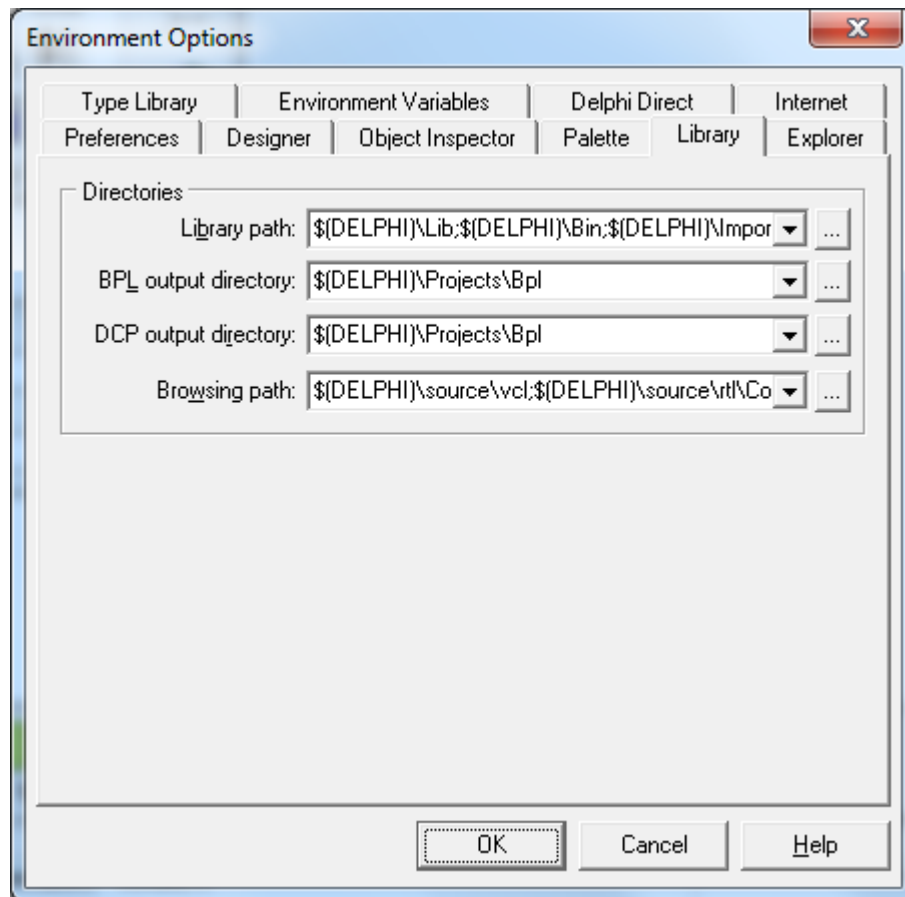 Environment Options
Type Library Environment Variables Delphi Direct Internet
Preferences Designer Object Inspector Palette Library Explorer
Directories
Library path: $(DELPHI)\Lib;$(DELPHI)\Bin;$(DELPHI)\Impor ...
BPL output directory: $(DELPHI)\Projects\Bpl ...
DCP output directory: $(DELPHI)\Projects\Bpl ...
Browsing path: $(DELPHI)\source\vcl;$(DELPHI)\source\rtl\Co ...
OK Cancel Help